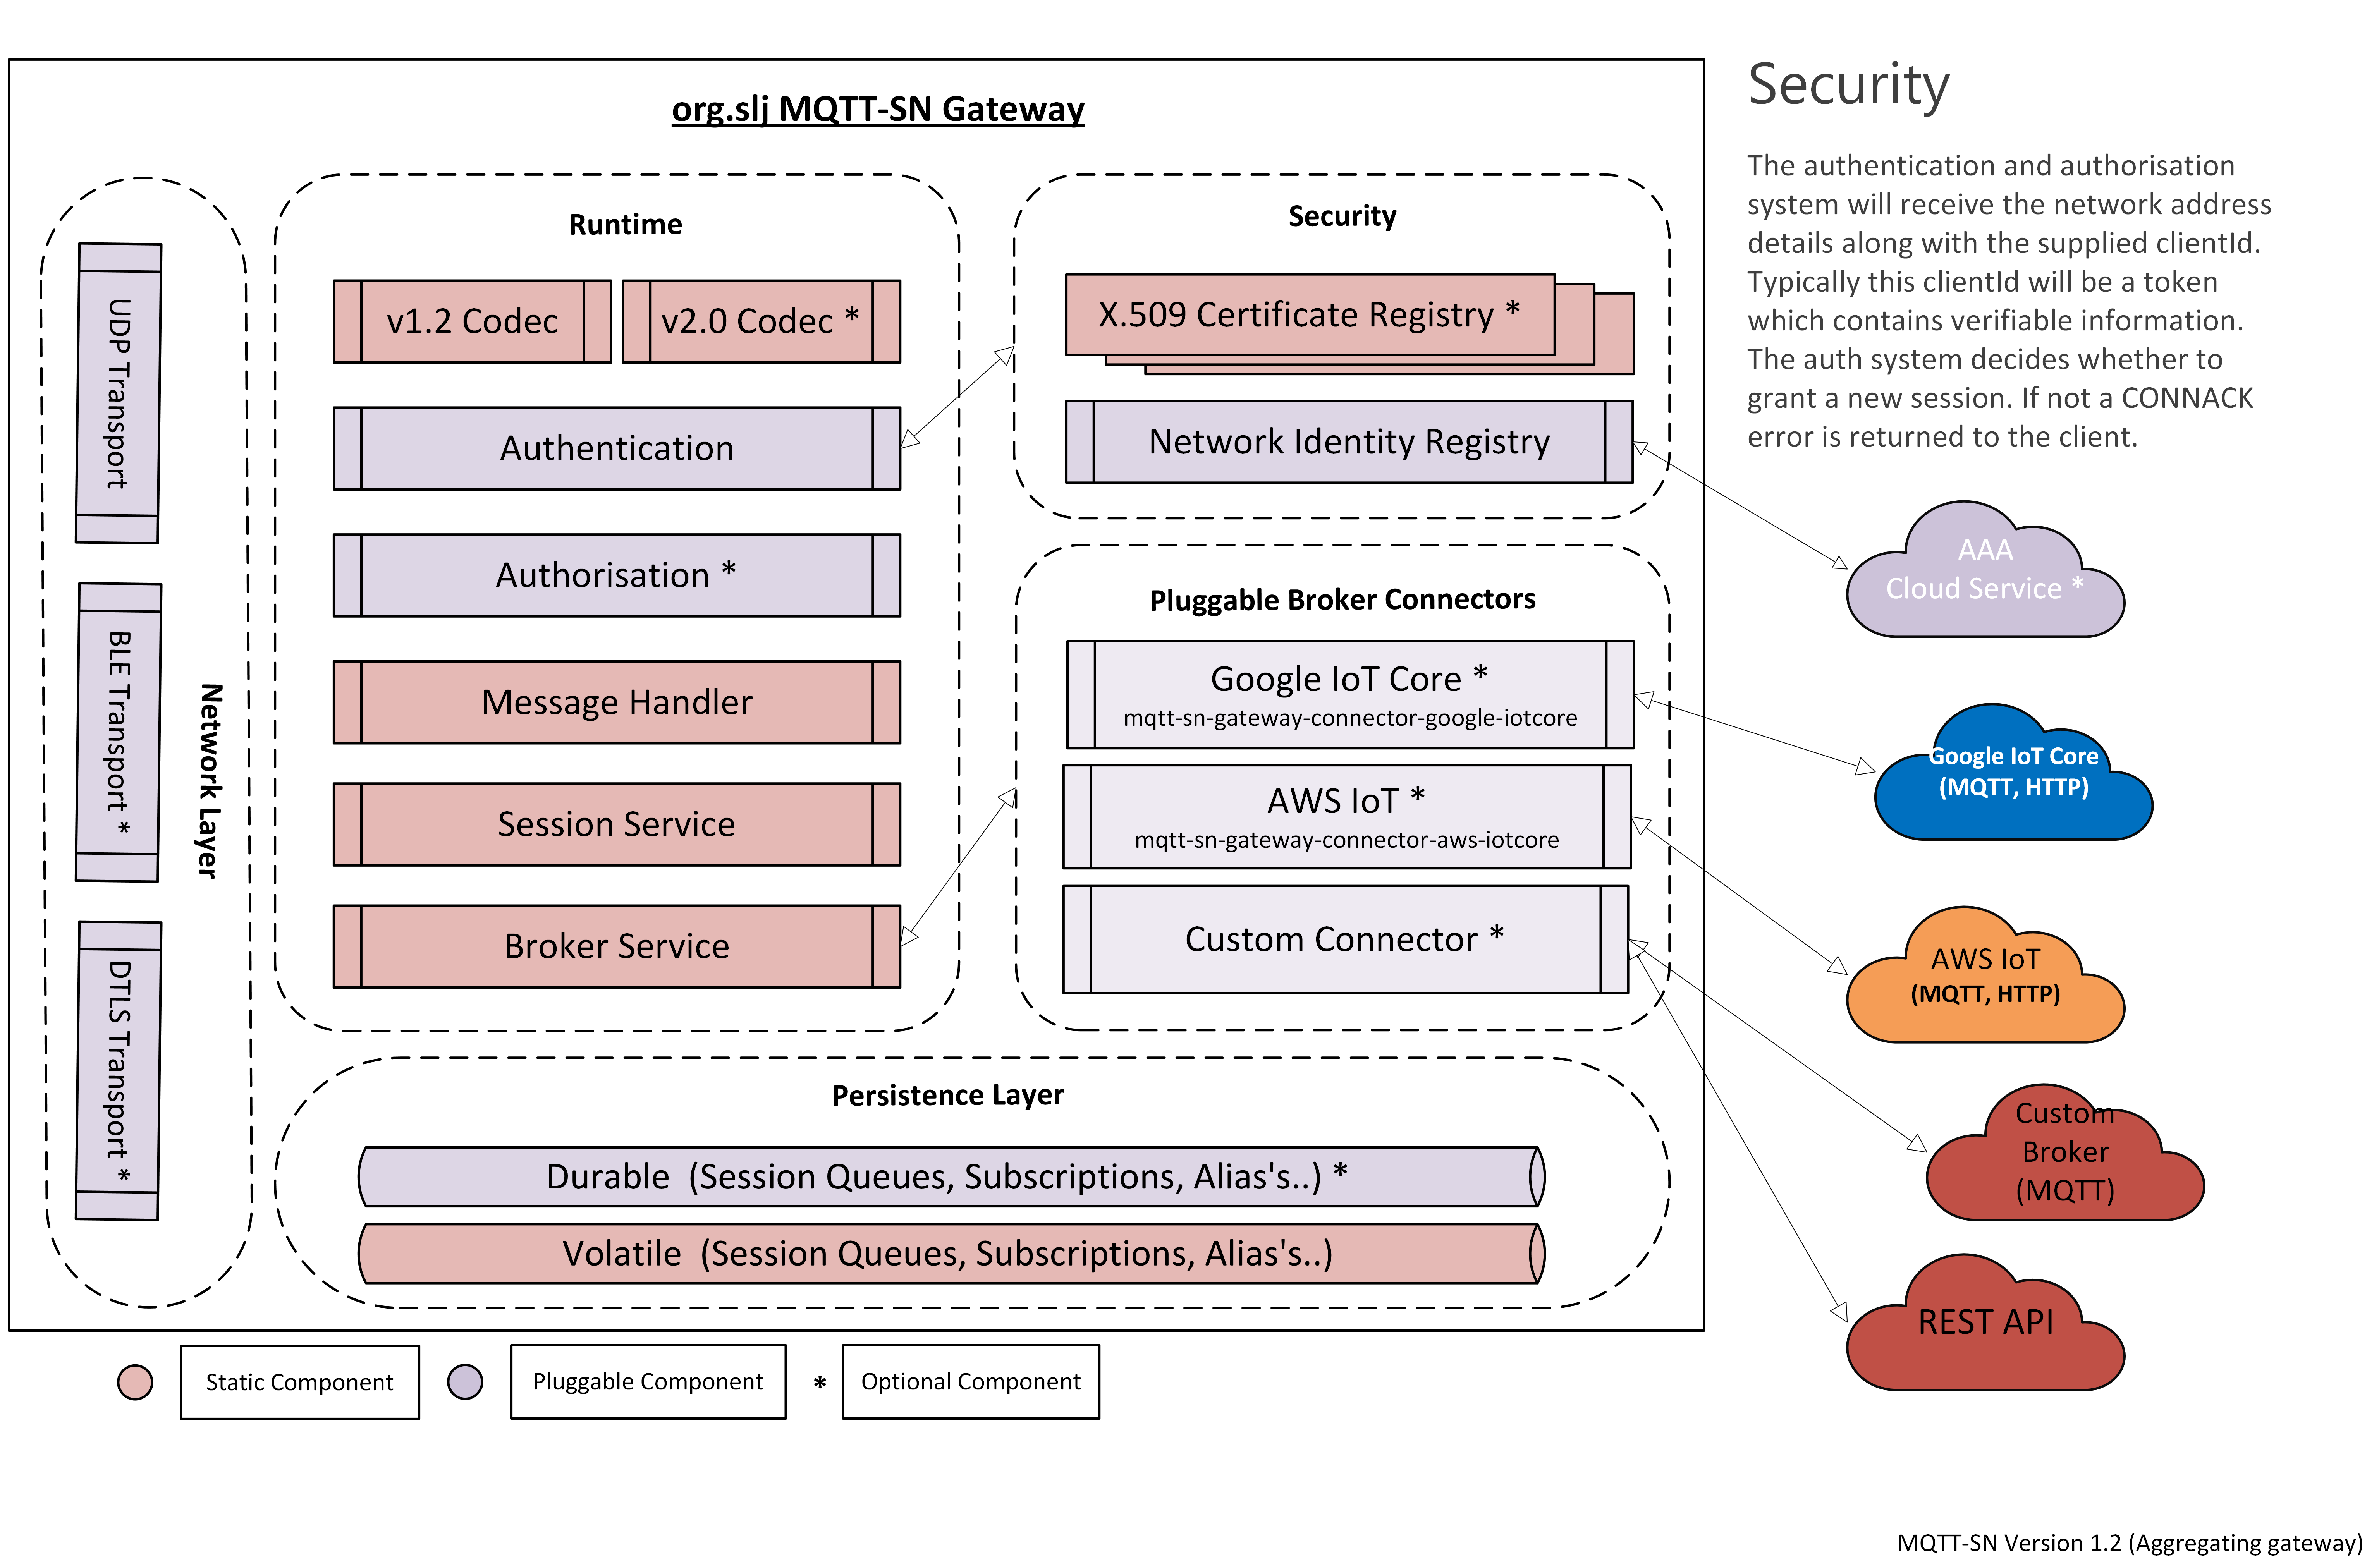 org.slj MQTT-SN Gateway
Network Layer
UDP Transport
BLE Transport *
DTLS Transport *
Runtime
v1.2 Codec
v2.0 Codec *
Authentication
Authorisation *
Message Handler
Session Service
Broker Service
Security
X.509 Certificate Registry *
Network Identity Registry
Pluggable Broker Connectors
Google IoT Core *
mqtt-sn-gateway-connector-google-iotcore
AWS IoT *
mqtt-sn-gateway-connector-aws-iotcore
Custom Connector *
Persistence Layer
Durable  (Session Queues, Subscriptions, Alias's..) *
Volatile  (Session Queues, Subscriptions, Alias's..)
Security
The authentication and authorisation
system will receive the network address
details along with the supplied clientId.
Typically this clientId will be a token
which contains verifiable information.
The auth system decides whether to
grant a new session. If not a CONNACK
error is returned to the client.
AAA
Cloud Service *
Google IoT Core
(MQTT, HTTP)
AWS IoT
(MQTT, HTTP)
Custom
Broker
(MQTT)
REST API
Static Component
Pluggable Component
* Optional Component
MQTT-SN Version 1.2 (Aggregating gateway)